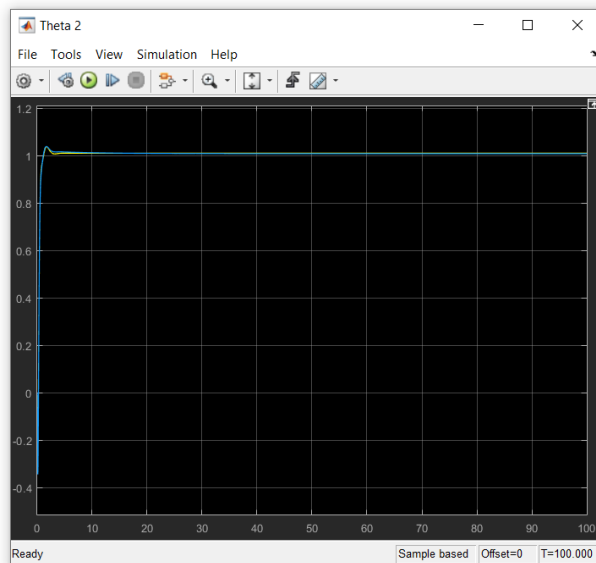 Theta 2
File Tools View Simulation Help
1.2
1
0.8
0.6
0.4
0.2
0
-0.2
-0.4
0 10 20 30 40 50 60 70 80 90 100
Ready Sample based Offset=0 T=100.000